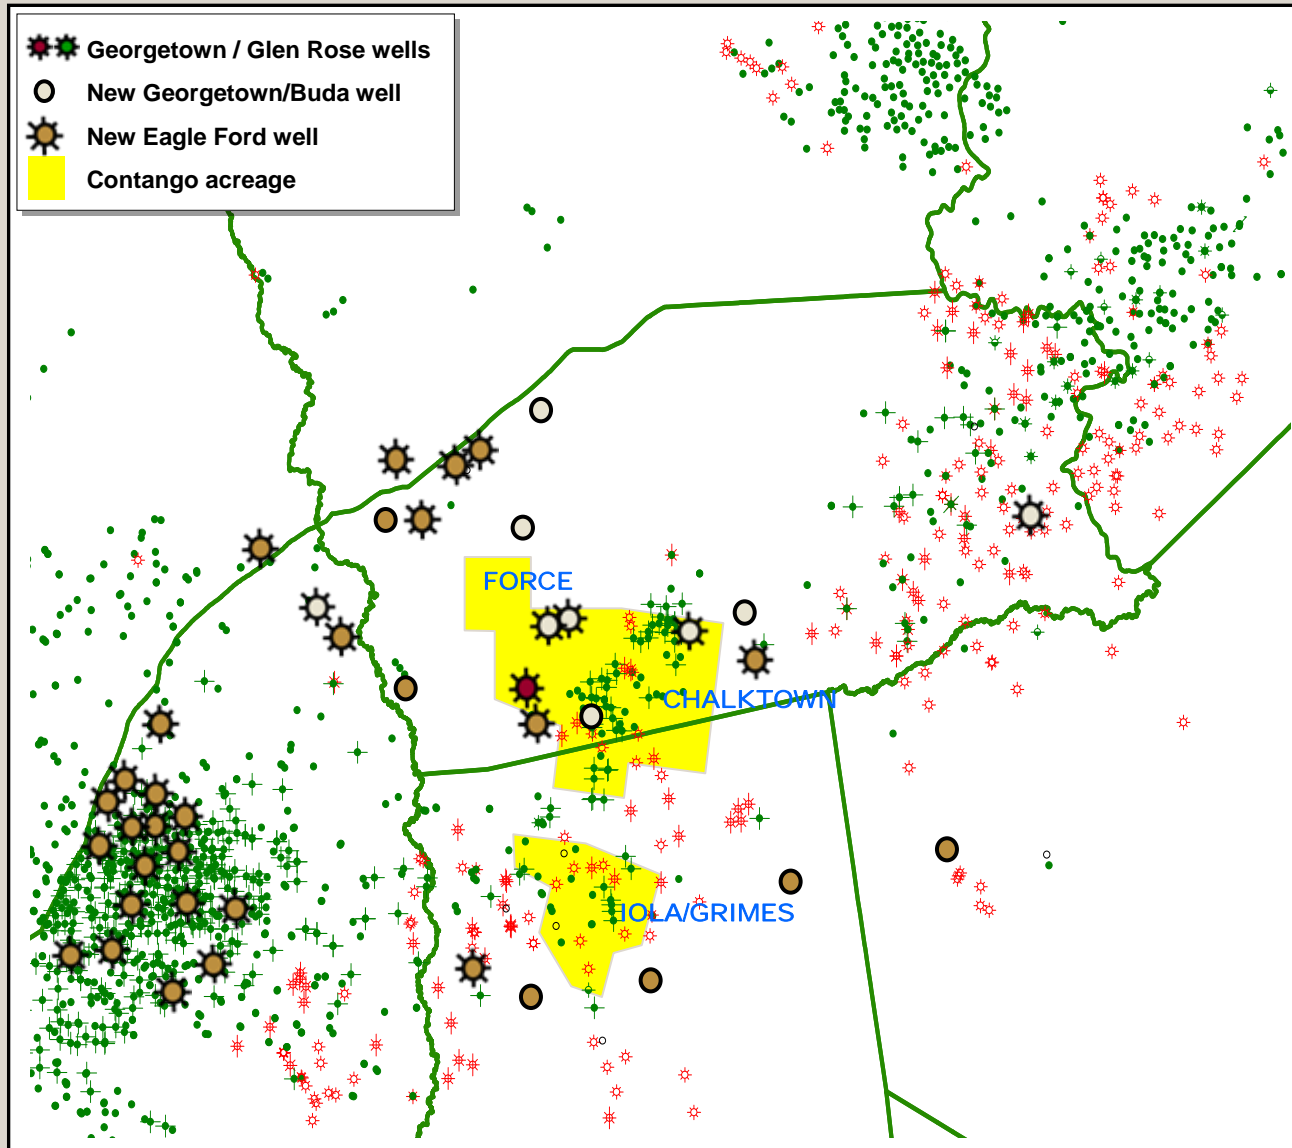 Georgetown / Glen Rose wells
New Georgetown/Buda well
New Eagle Ford well
Contango acreage
FORCE
CHALKTOWN
IOLA/GRIMES